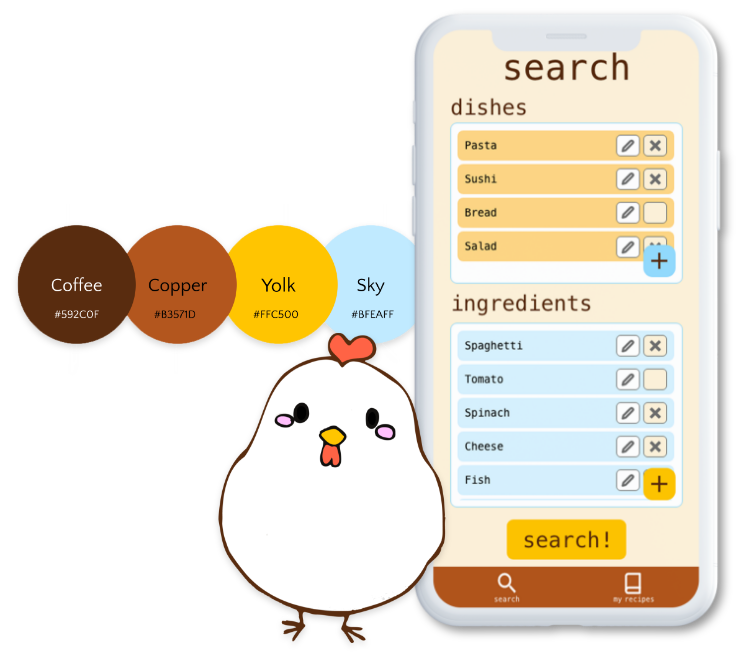 search
dishes
Pasta
Sushi
Bread
Salad
ingredients
Spaghetti
Tomato
Spinach
Cheese
Fish
search!
search
my recipes
Coffee
#592C0F
Copper
#B3571D
Yolk
#FFC500
Sky
#BFEAFF